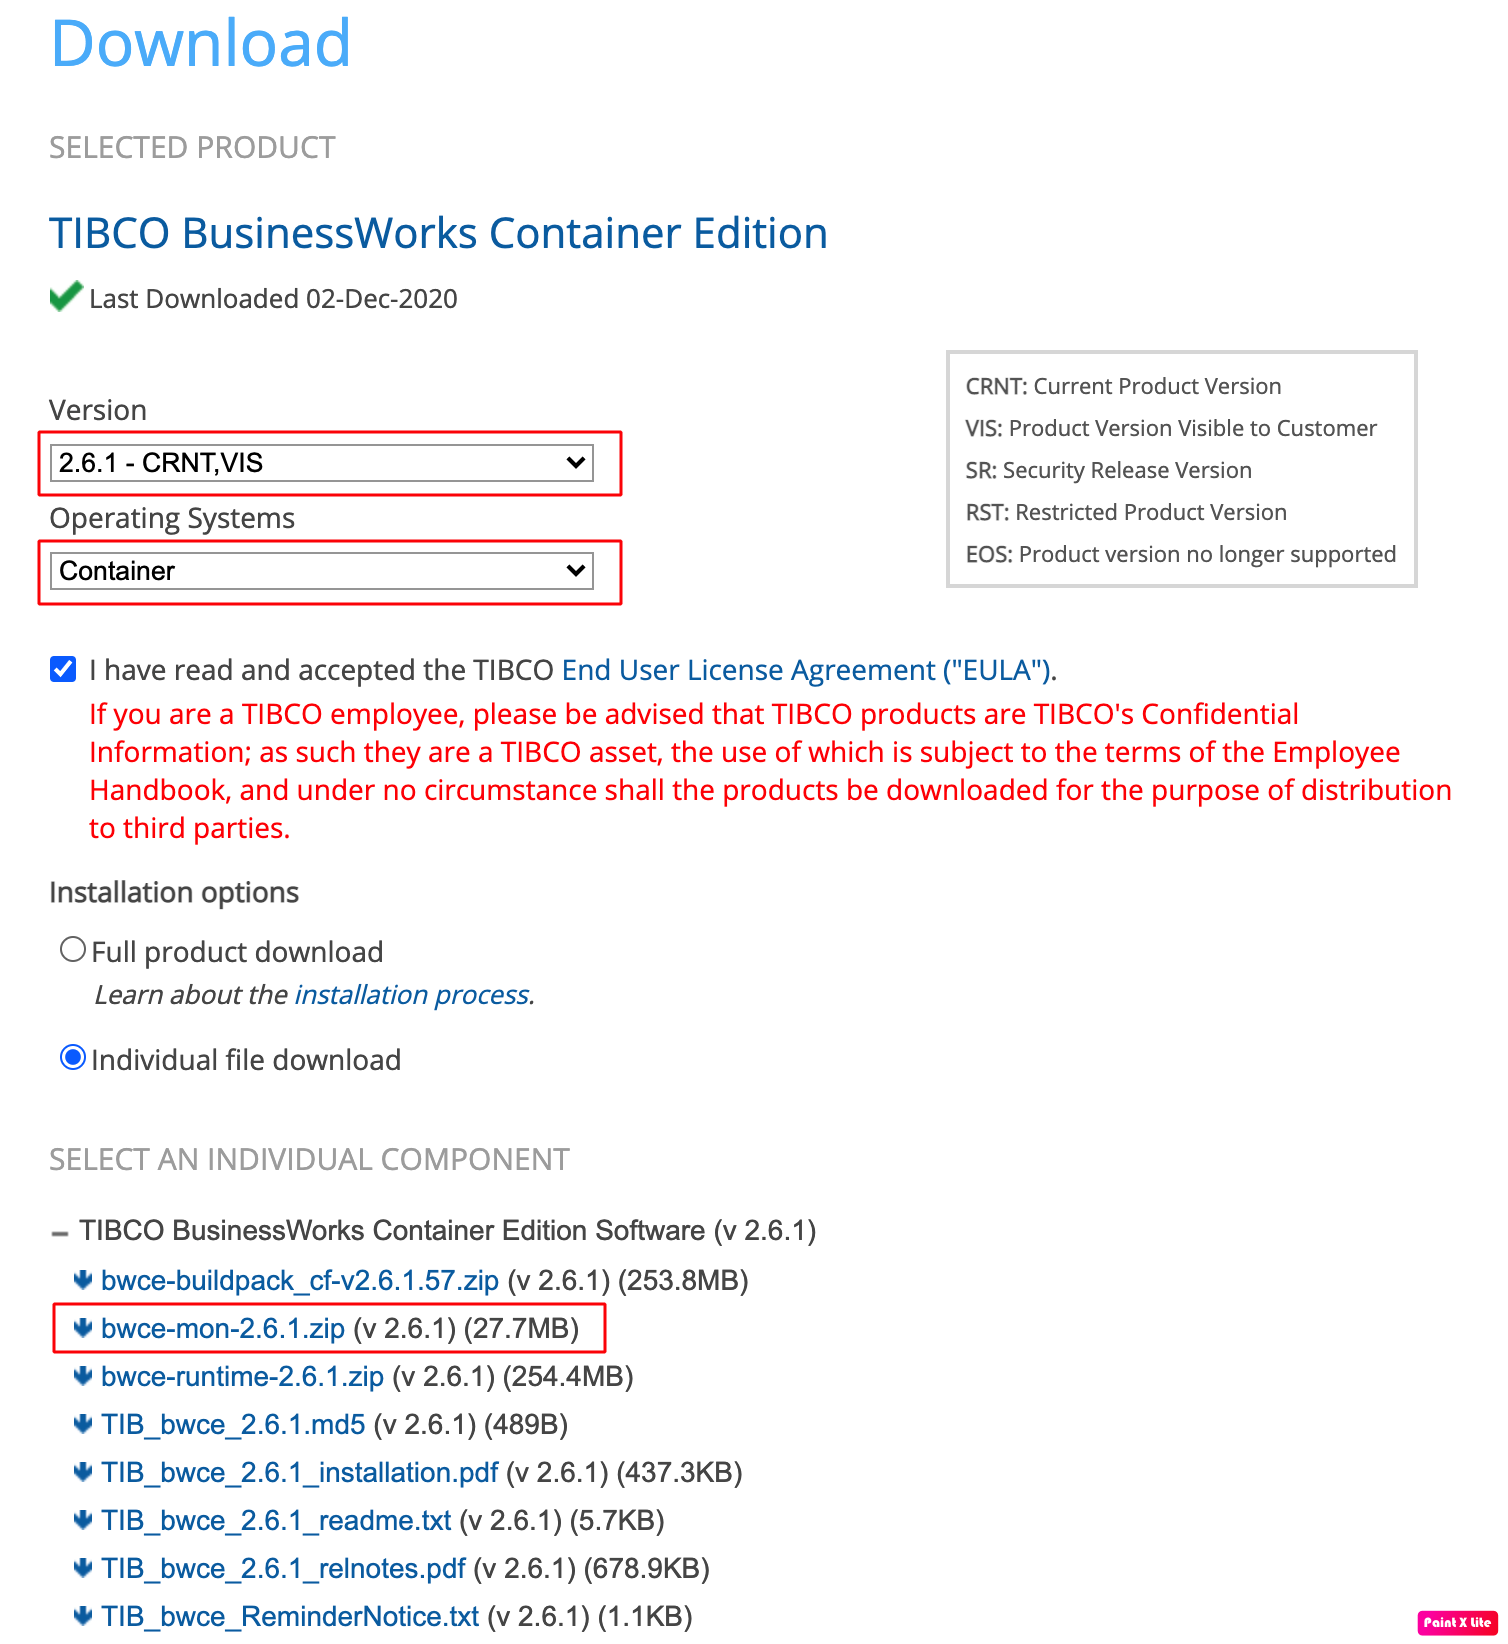 Download
SELECTED PRODUCT
TIBCO BusinessWorks Container Edition
Last Downloaded 02-Dec-2020
Version
2.6.1 - CRNT,VIS
Operating Systems
Container
CRNT: Current Product Version
VIS: Product Version Visible to Customer
SR: Security Release Version
RST: Restricted Product Version
EOS: Product version no longer supported
I have read and accepted the TIBCO End User License Agreement ("EULA").
If you are a TIBCO employee, please be advised that TIBCO products are TIBCO's Confidential
Information; as such they are a TIBCO asset, the use of which is subject to the terms of the Employee
Handbook, and under no circumstance shall the products be downloaded for the purpose of distribution
to third parties.
Installation options
Full product download
Learn about the installation process.
Individual file download
SELECT AN INDIVIDUAL COMPONENT
TIBCO BusinessWorks Container Edition Software (v 2.6.1)
bwce-buildpack_cf-v2.6.1.57.zip (v 2.6.1) (253.8MB)
bwce-mon-2.6.1.zip (v 2.6.1) (27.7MB)
bwce-runtime-2.6.1.zip (v 2.6.1) (254.4MB)
TIB_bwce_2.6.1.md5 (v 2.6.1) (489B)
TIB_bwce_2.6.1_installation.pdf (v 2.6.1) (437.3KB)
TIB_bwce_2.6.1_readme.txt (v 2.6.1) (5.7KB)
TIB_bwce_2.6.1_relnotes.pdf (v 2.6.1) (678.9KB)
TIB_bwce_ReminderNotice.txt (v 2.6.1) (1.1KB)
Paint X Lite